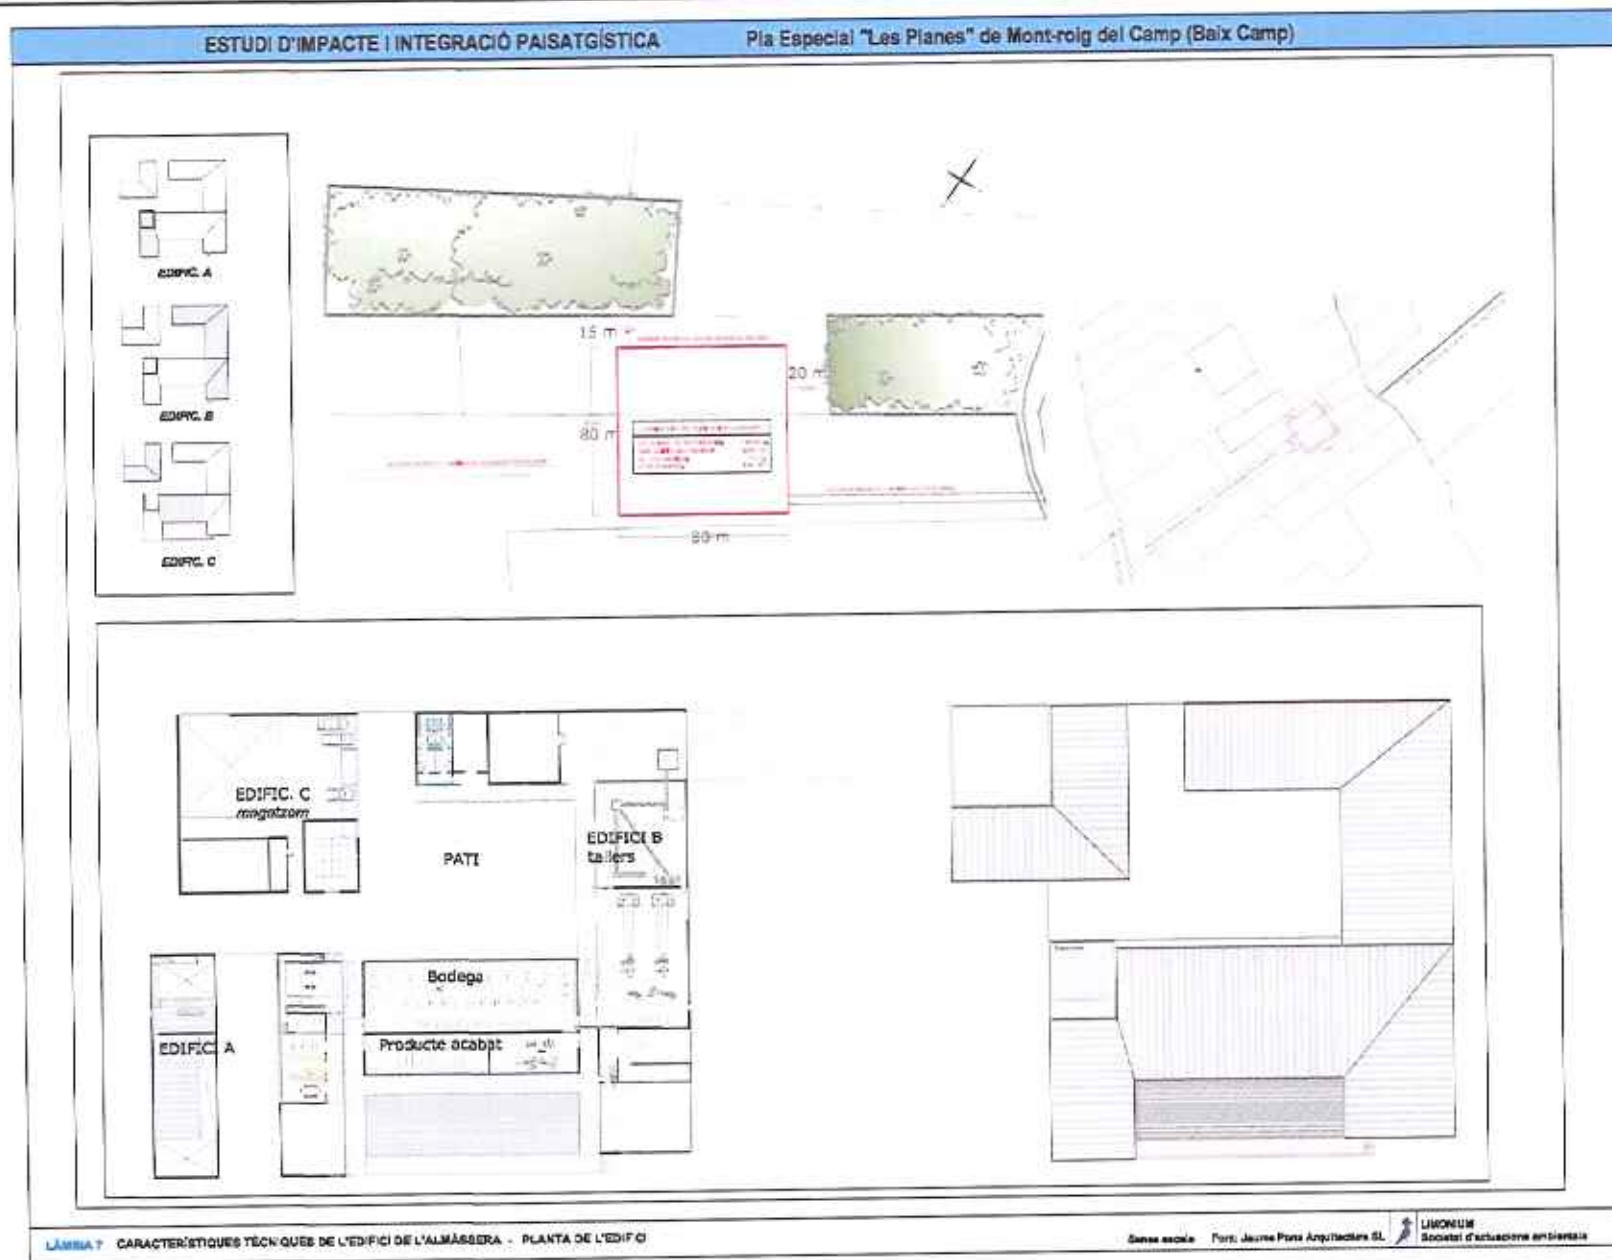 ESTUDI D'IMPACTE I INTEGRACIÓ PAISATGÍSTICA
Pla Especial "Les Planes" de Mont-roig del Camp (Baix Camp)
EDIFIC. A
EDIFIC. B
EDIFIC. C
15 m
20 m
80 m
80 m
EDIFIC. C
magatzem
PATI
EDIFICI B
tallers
Bodega
Producte acabat
EDIFICI A
LÀMINA 7 CARACTERÍSTIQUES TÈCNIQUES DE L'EDIFICI DE L'ALMÀSSERA - PLANTA DE L'EDIFICI
Sense escala Font: Jaume Pons Arquitectura SL
LIMONIUM
Societat d'actuacions ambientals